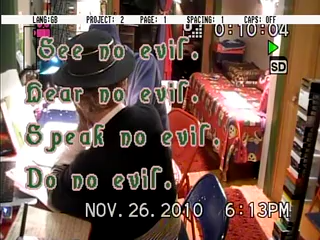 LANG:GB PROJECT: 2 PAGE: 1 SPACING: 1 CAPS: OFF
0:10:04
SD
See no evil.
Hear no evil.
Speak no evil.
Do no evil.
NOV.26.2010 6:13PM